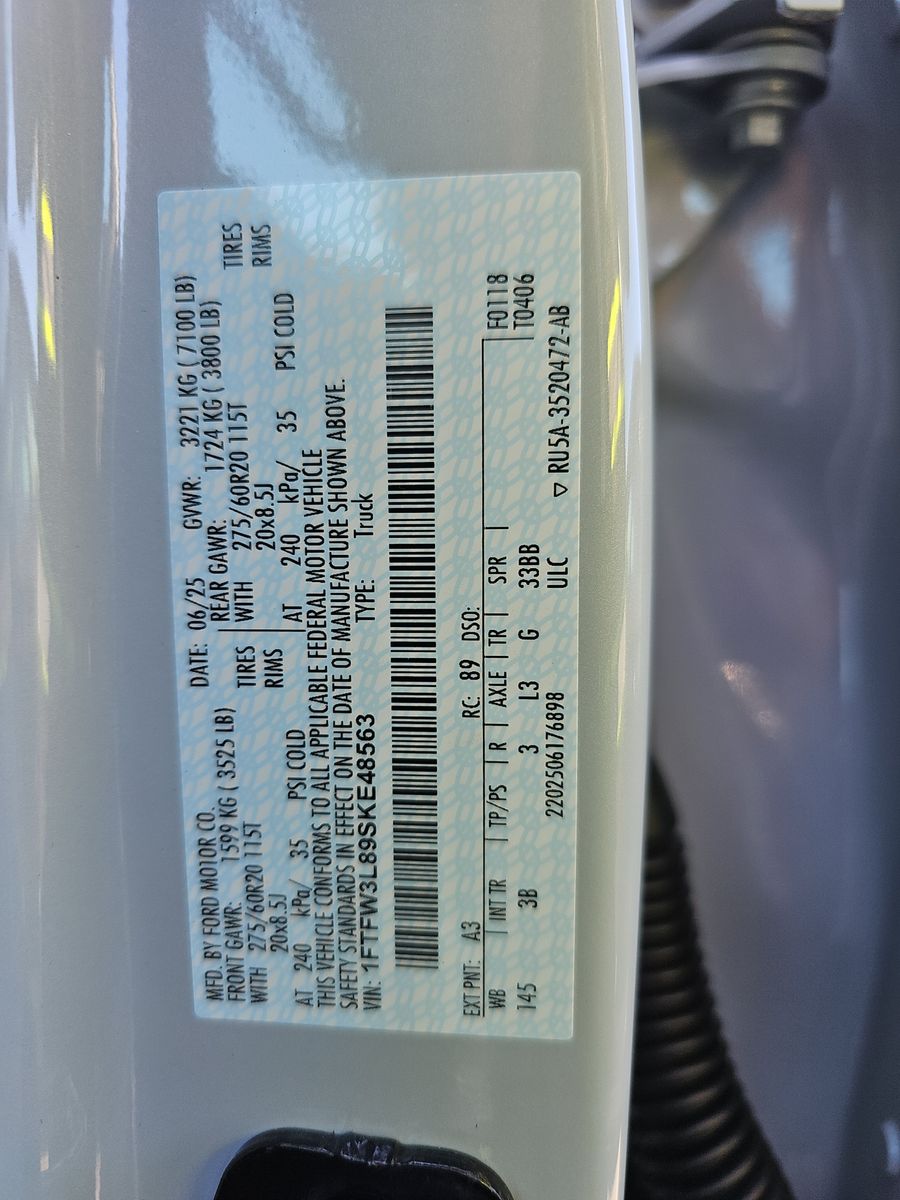 MFD. BY FORD MOTOR CO. DATE: 06/25 GVWR: 3221 KG ( 7100 LB)
FRONT GAWR: 1599 KG ( 3525 LB) REAR GAWR: 1724 KG ( 3800 LB)
WITH 275/60R20 115T TIRES WITH 275/60R20 115T TIRES
20x8.5J RIMS 20x8.5J RIMS
AT 240 kPa/ 35 PSI COLD AT 240 kPa/ 35 PSI COLD
THIS VEHICLE CONFORMS TO ALL APPLICABLE FEDERAL MOTOR VEHICLE
SAFETY STANDARDS IN EFFECT ON THE DATE OF MANUFACTURE SHOWN ABOVE.
VIN: 1FTFW3L89SKE48563 TYPE: Truck
EXT PNT: A3 RC: 89 DSO: F0118
WB | INT TR | TP/PS | R | AXLE | TR | SPR | T0406
145 3B 3 L3 G 33BB
2202506176898 ULC ▽ RU5A-3520472-AB